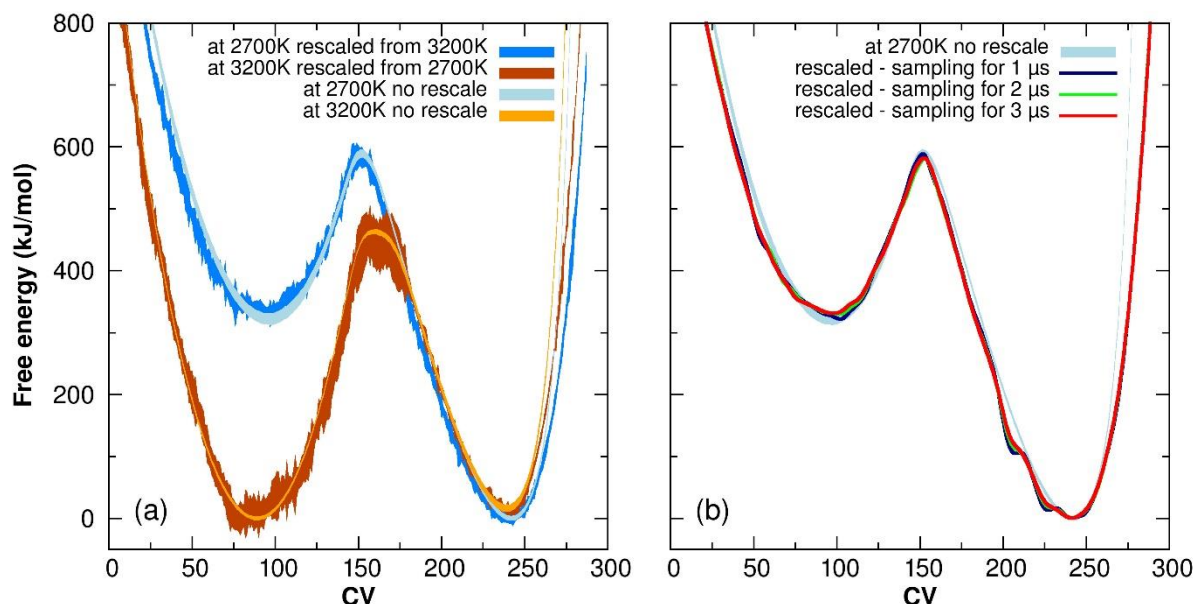 800
600
400
200
0
Free energy (kJ/mol)
at 2700K rescaled from 3200K
at 3200K rescaled from 2700K
at 2700K no rescale
at 3200K no rescale
(a)
0 50 100 150 200 250 300
CV
at 2700K no rescale
rescaled - sampling for 1 µs
rescaled - sampling for 2 µs
rescaled - sampling for 3 µs
(b)
0 50 100 150 200 250 300
CV